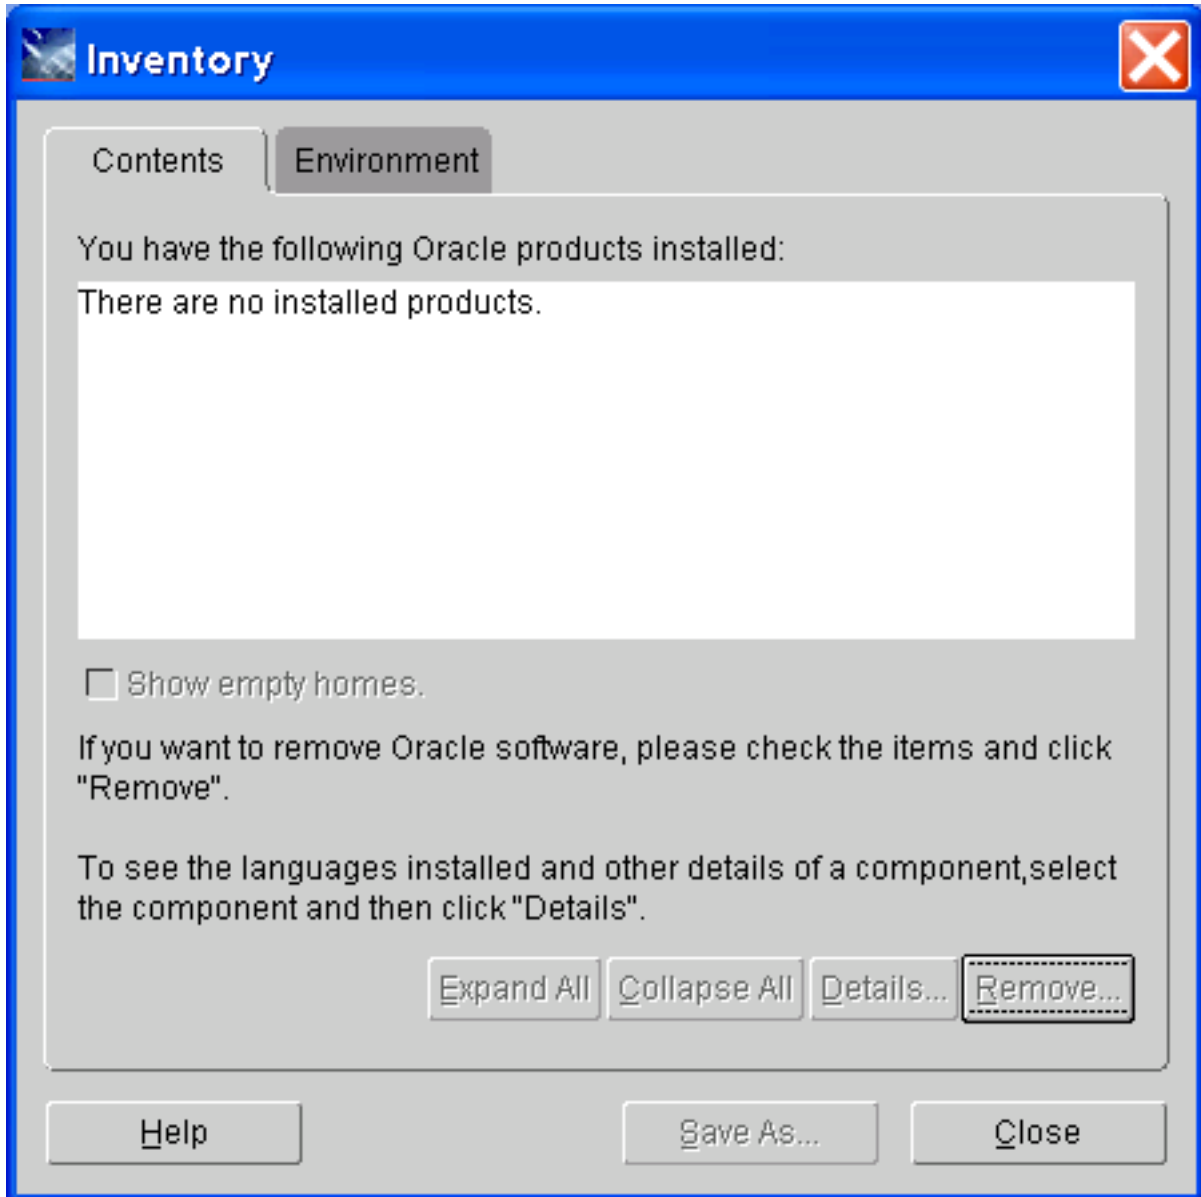 Inventory
Contents
Environment
You have the following Oracle products installed:
There are no installed products.
Show empty homes.
If you want to remove Oracle software, please check the items and click
"Remove".
To see the languages installed and other details of a component,select
the component and then click "Details".
Expand All
Collapse All
Details...
Remove...
Help
Save As...
Close